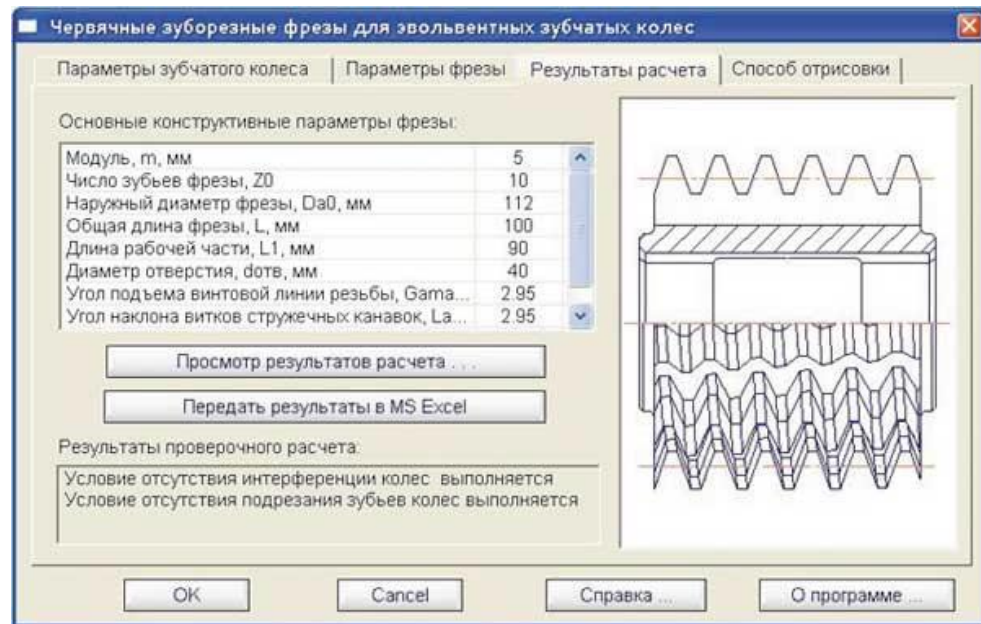 Червячные зуборезные фрезы для эвольвентных зубчатых колес
Параметры зубчатого колеса Параметры фрезы Результаты расчета Способ отрисовки
Основные конструктивные параметры фрезы:
Модуль, m, мм 5
Число зубьев фрезы, Z0 10
Наружный диаметр фрезы, Da0, мм 112
Общая длина фрезы, L, мм 100
Длина рабочей части, L1, мм 90
Диаметр отверстия, dотв, мм 40
Угол подъема винтовой линии резьбы, Gama... 2.95
Угол наклона витков стружечных канавок, La... 2.95
Просмотр результатов расчета . . .
Передать результаты в MS Excel
Результаты проверочного расчета:
Условие отсутствия интерференции колес выполняется
Условие отсутствия подрезания зубьев колес выполняется
OK Cancel Справка ... О программе ...